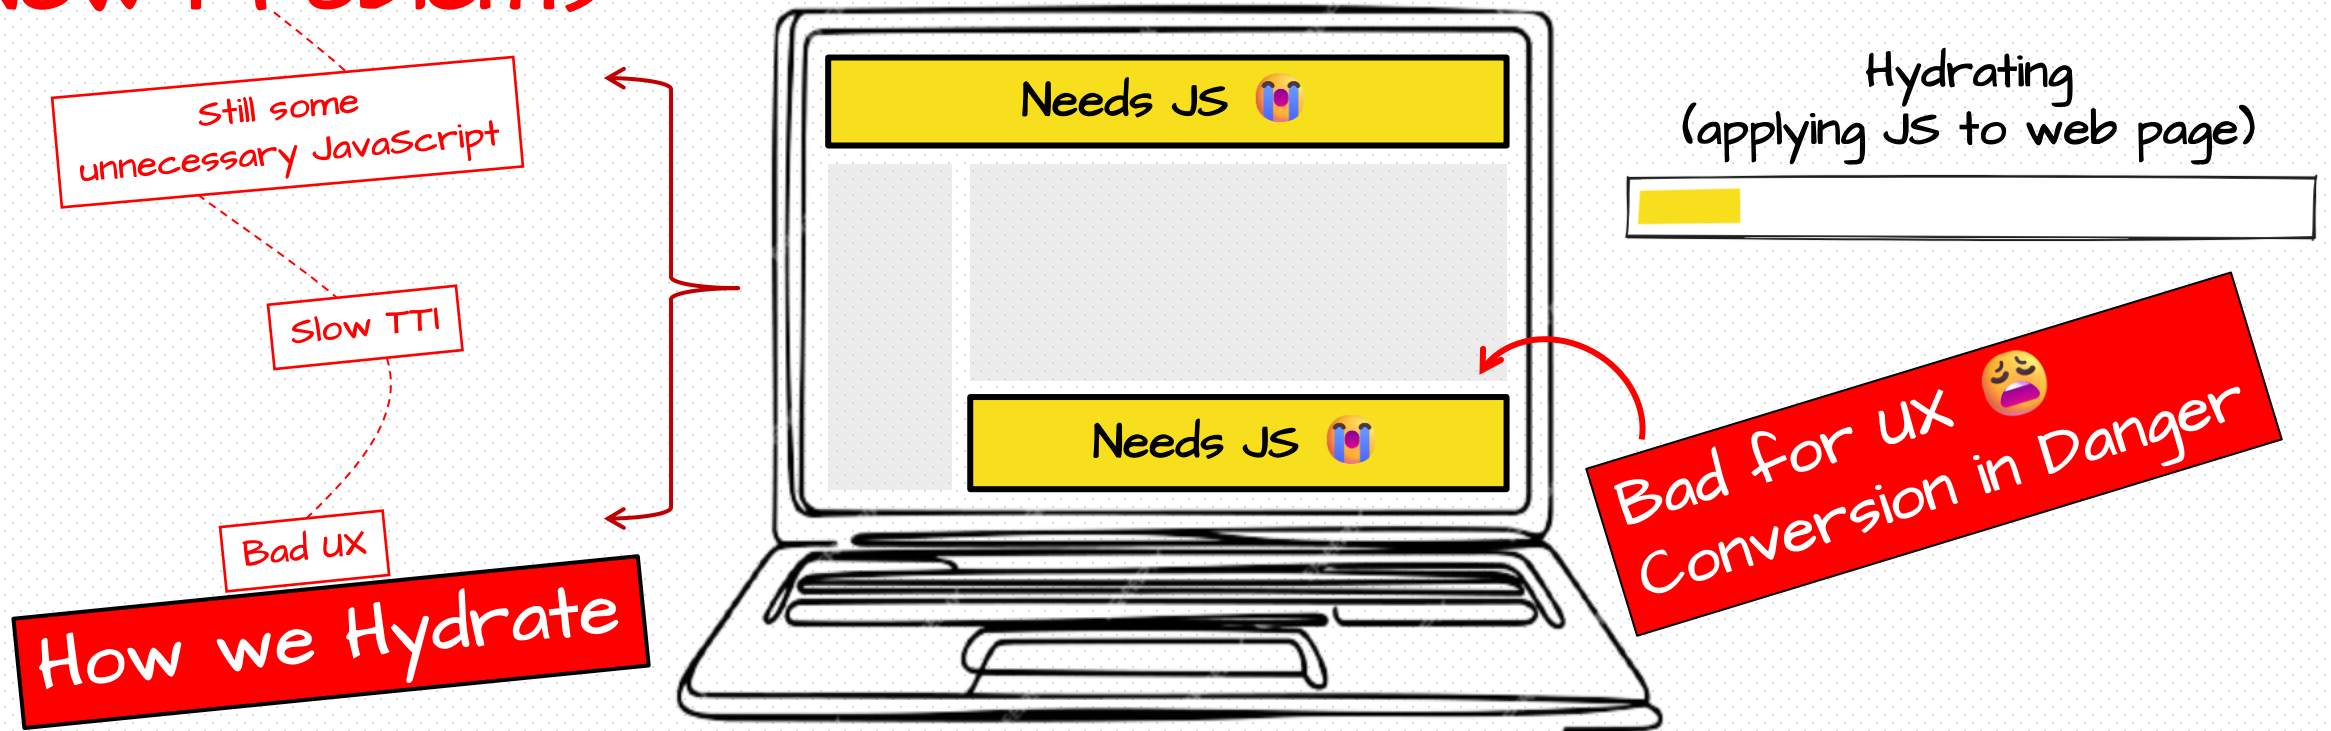 Still some
unnecessary JavaScript
Slow TTI
Bad UX
How we Hydrate
Needs JS 😭
Needs JS 😭
Hydrating
(applying JS to web page)
Bad for UX 😩
Conversion in Danger